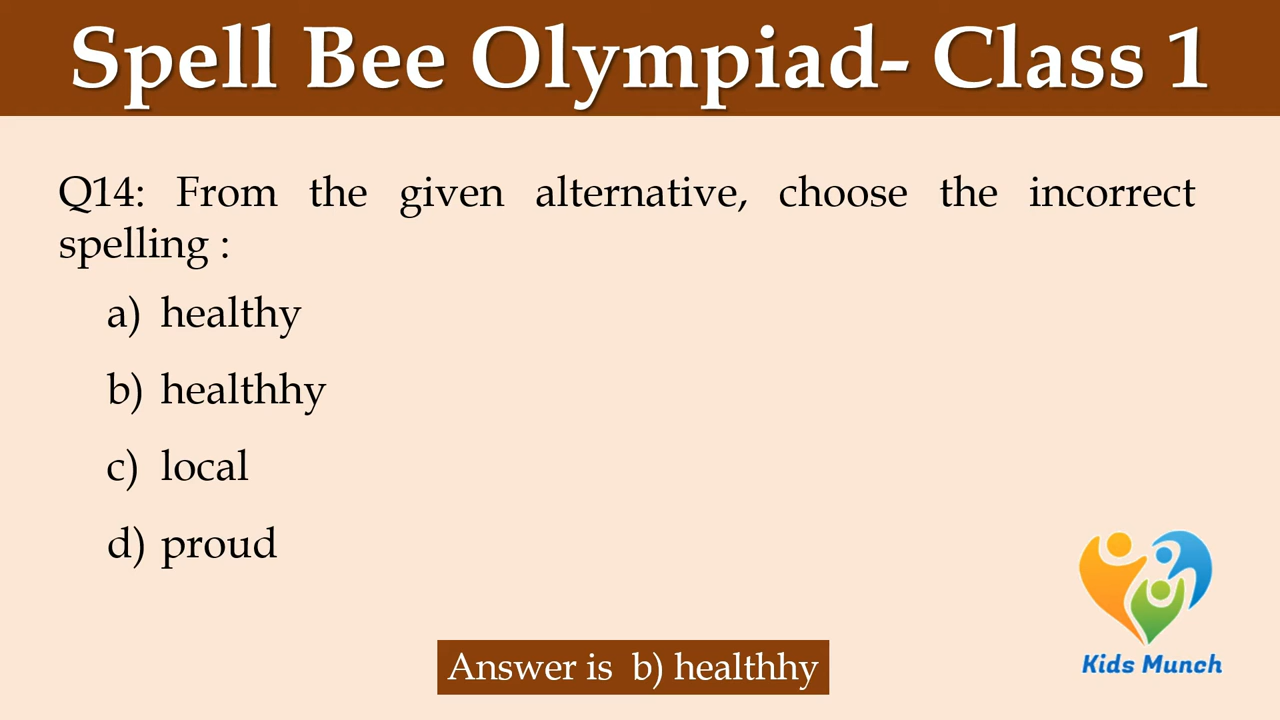 Spell Bee Olympiad- Class 1
Q14: From the given alternative, choose the incorrect
spelling :
a) healthy
b) healthhy
c) local
d) proud
Kids Munch
Answer is b) healthhy